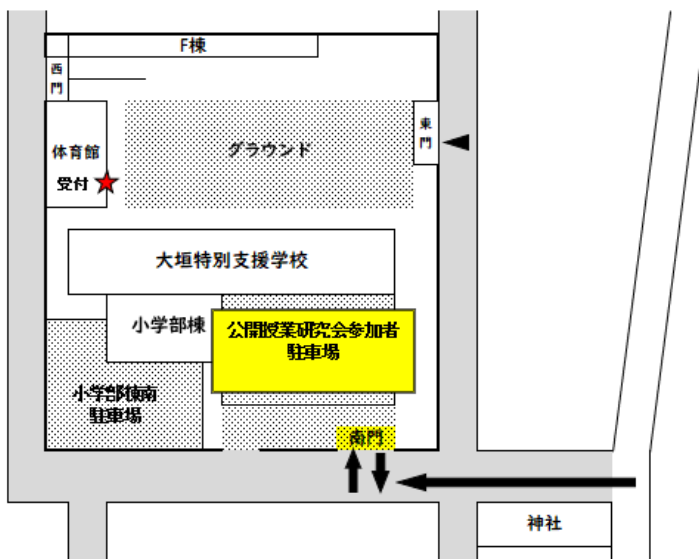 F棟
西
門
東
門
体育館
グラウンド
受付
大垣特別支援学校
小学部棟
公開授業研究会参加者
駐車場
小学部棟南
駐車場
南門
神社